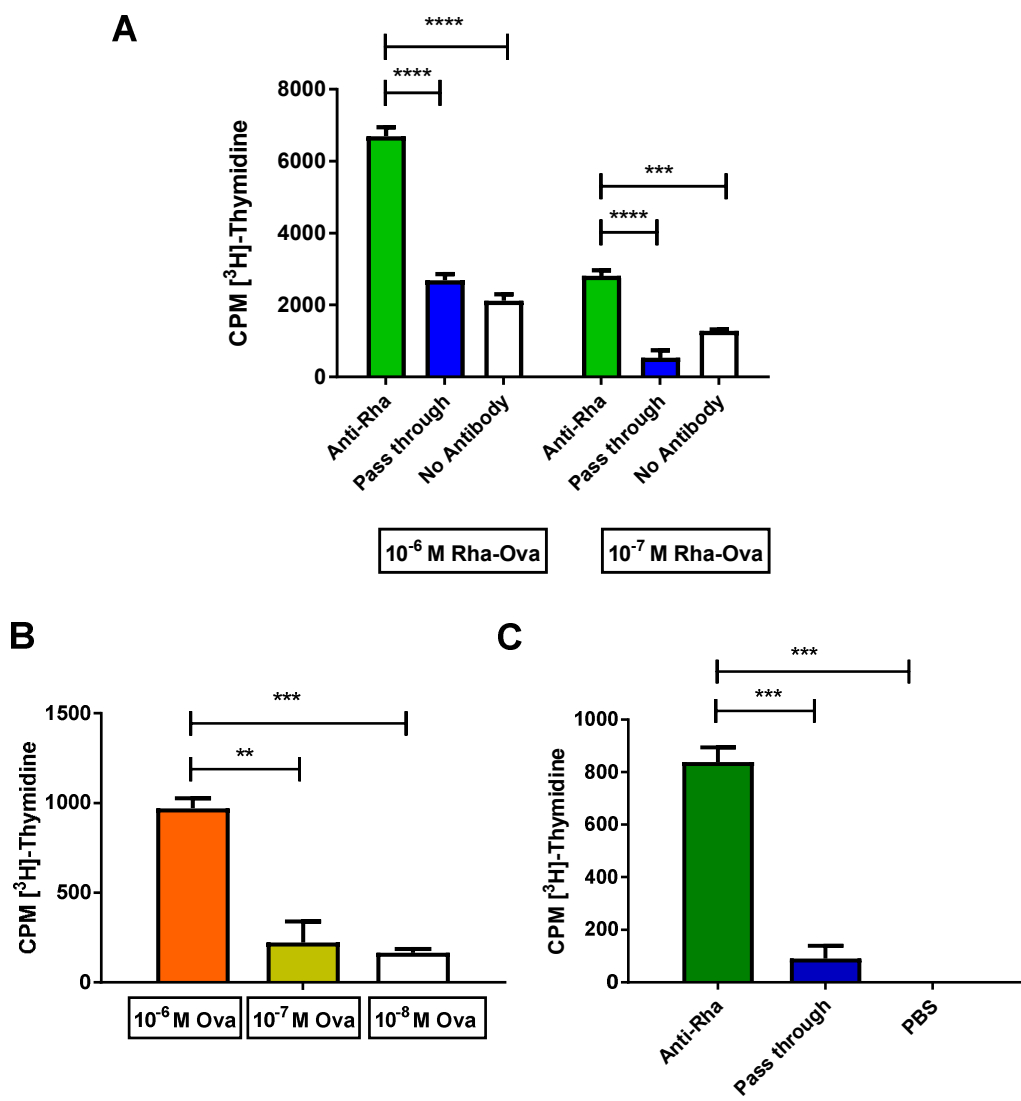 A
****
****
8000
6000
4000
2000
0
CPM [³H]-Thymidine
***
****
Anti-Rha
Pass through
No Antibody
Anti-Rha
Pass through
No Antibody
10⁻⁶ M Rha-Ova
10⁻⁷ M Rha-Ova
B
***
**
1500
1000
500
0
CPM [³H]-Thymidine
10⁻⁶ M Ova
10⁻⁷ M Ova
10⁻⁸ M Ova
C
***
***
1000
800
600
400
200
0
CPM [³H]-Thymidine
Anti-Rha
Pass through
PBS